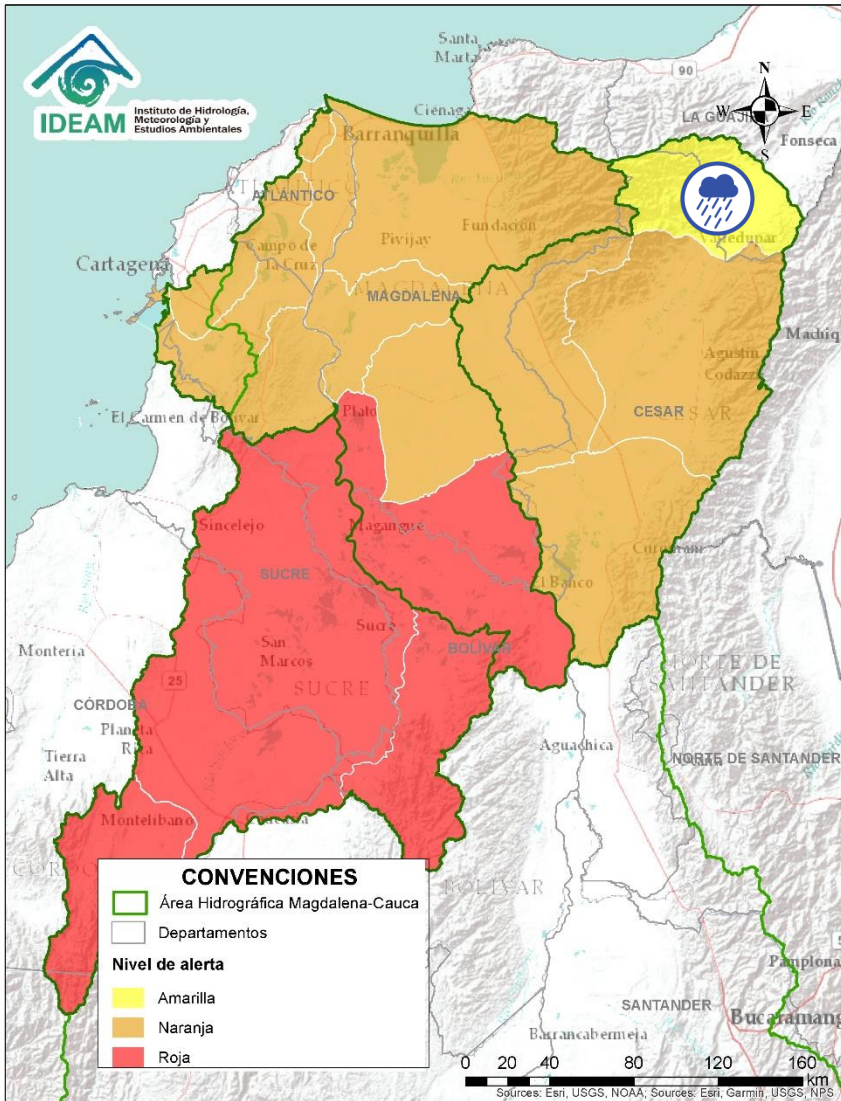 Santa
Marta
90
N
W E
S
LA GUAJIRA
Fonseca
IDEAM
Instituto de Hidrología,
Meteorología y
Estudios Ambientales
Ciénaga
Barranquilla
ATLÁNTICO
Valledupar
Campo de
la Cruz
Pivijay
Fundación
Cartagena
MAGDALENA
Machiq
Agustín
Codazzi
El Carmen de Bolívar
Plato
CESAR
Sincelejo
Magangué
SUCRE
El Banco
Montería
San
Marcos
Sucre
BOLÍVAR
SUCRE
NORTE DE
SANTANDER
25
CÓRDOBA
Planeta
Rica
Tierra
Alta
Aguachica
NORTE DE SANTANDER
Montelíbano
BOLÍVAR
CONVENCIONES
Área Hidrográfica Magdalena-Cauca
Departamentos
Nivel de alerta
Amarilla
Naranja
Roja
Pamplona
SANTANDER
Bucaramang
Barrancabermeja
0 20 40 80 120 160
km
Sources: Esri, USGS, NOAA; Sources: Esri, Garmin, USGS, NPS